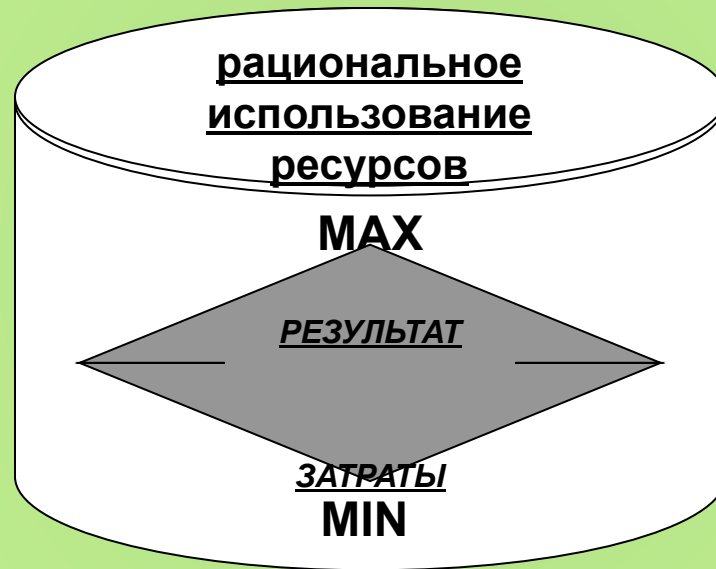 рациональное
использование
ресурсов
MAX
РЕЗУЛЬТАТ
ЗАТРАТЫ
MIN